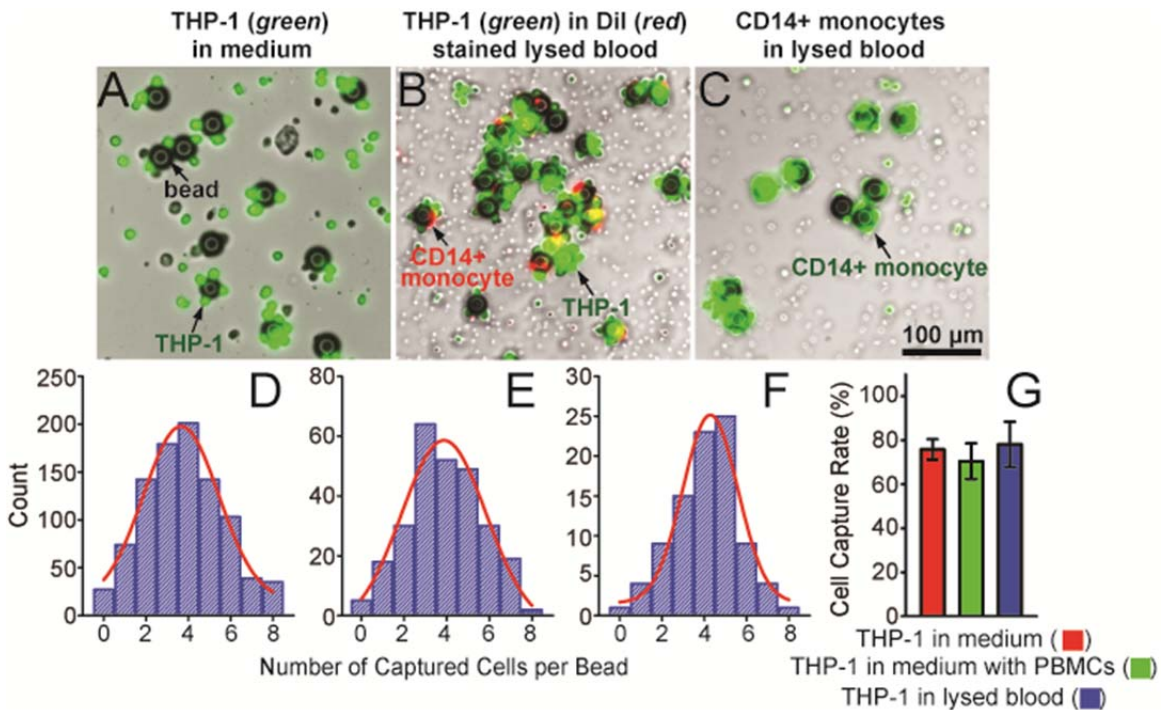 THP-1 (green)
in medium
THP-1 (green) in DiI (red)
stained lysed blood
CD14+ monocytes
in lysed blood
A
bead
THP-1
B
CD14+
monocyte
THP-1
C
CD14+ monocyte
100 µm
D
250
200
150
100
50
0
Count
0 2 4 6 8
E
80
60
40
20
0
0 2 4 6 8
F
30
25
20
15
10
5
0
0 2 4 6 8
Number of Captured Cells per Bead
G
Cell Capture Rate (%)
100
80
60
40
20
0
THP-1 in medium ( )
THP-1 in medium with PBMCs ( )
THP-1 in lysed blood ( )